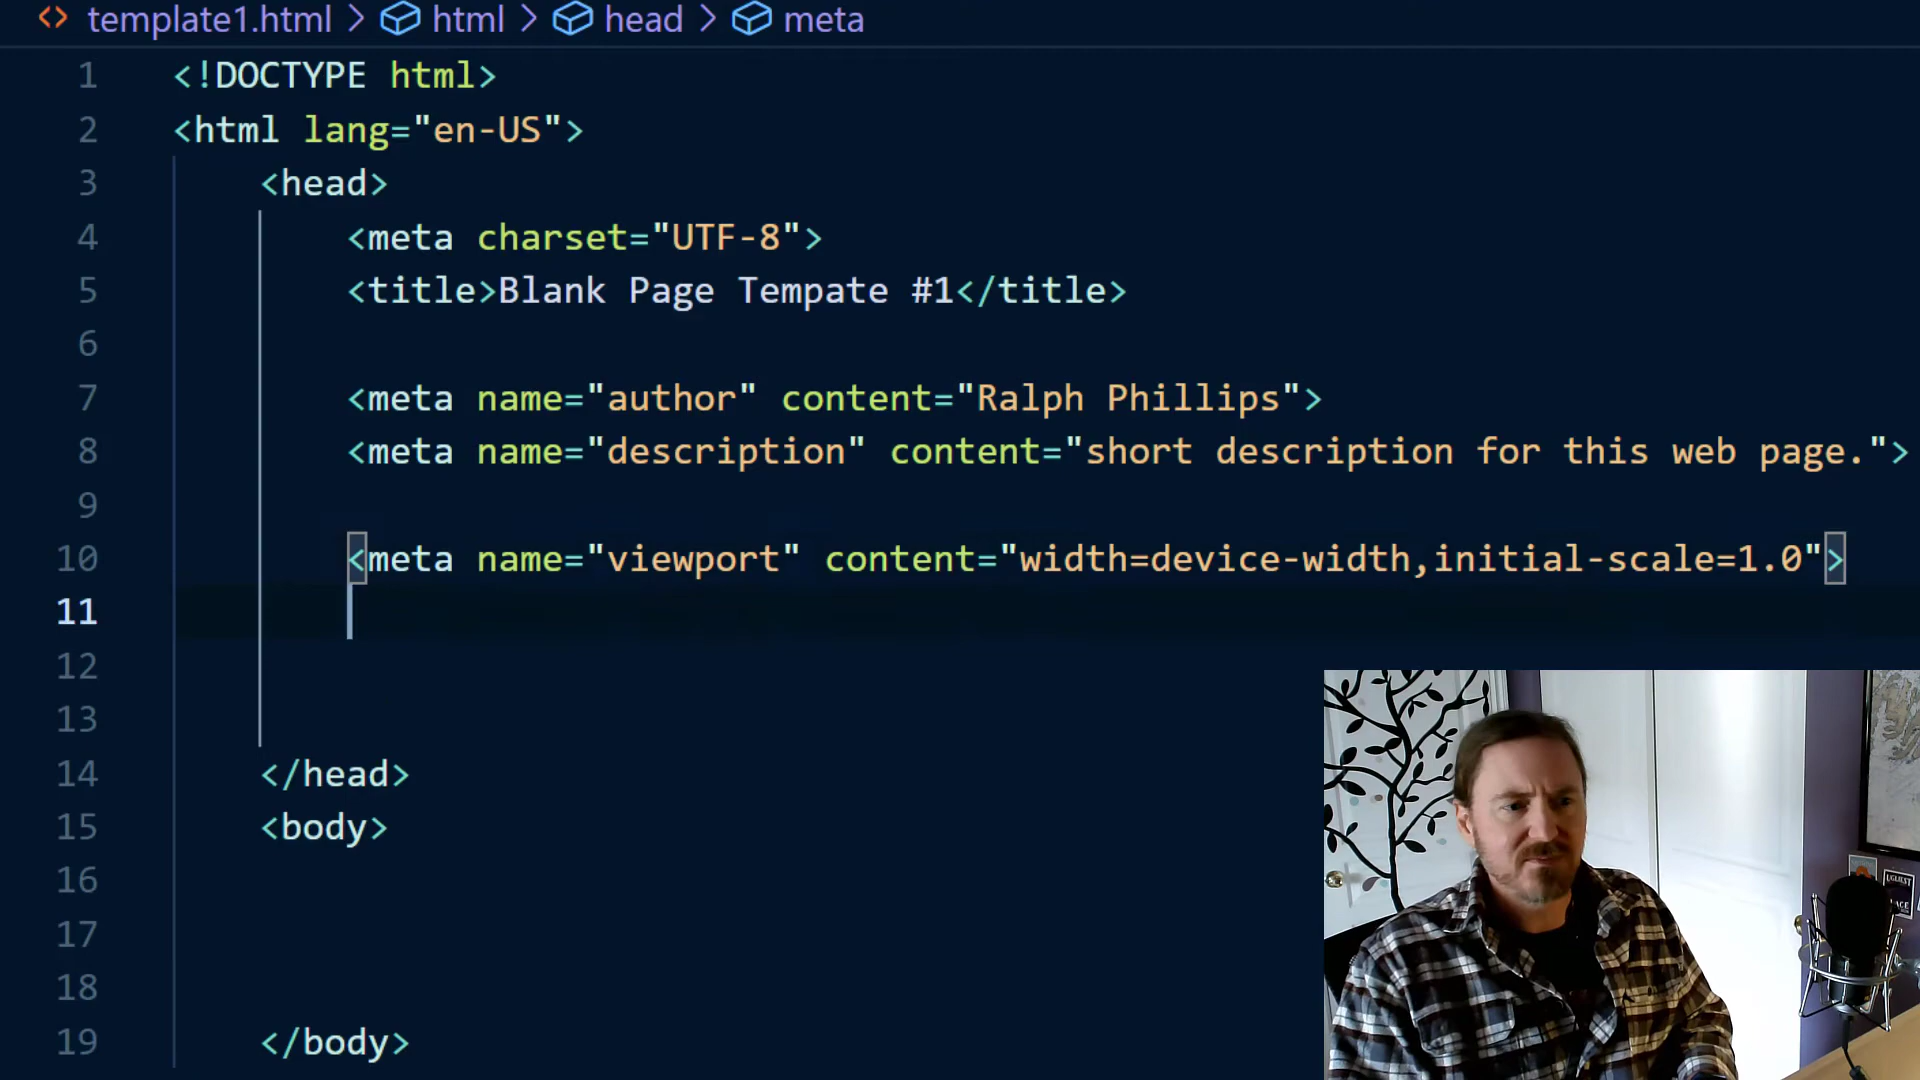 template1.html > html > head > meta
1 <!DOCTYPE html>
2 <html lang="en-US">
3 <head>
4 <meta charset="UTF-8">
5 <title>Blank Page Tempate #1</title>
6
7 <meta name="author" content="Ralph Phillips">
8 <meta name="description" content="short description for this web page.">
9
10 <meta name="viewport" content="width=device-width,initial-scale=1.0">
11
12
13
14 </head>
15 <body>
16
17
18
19 </body>
UGLIEST